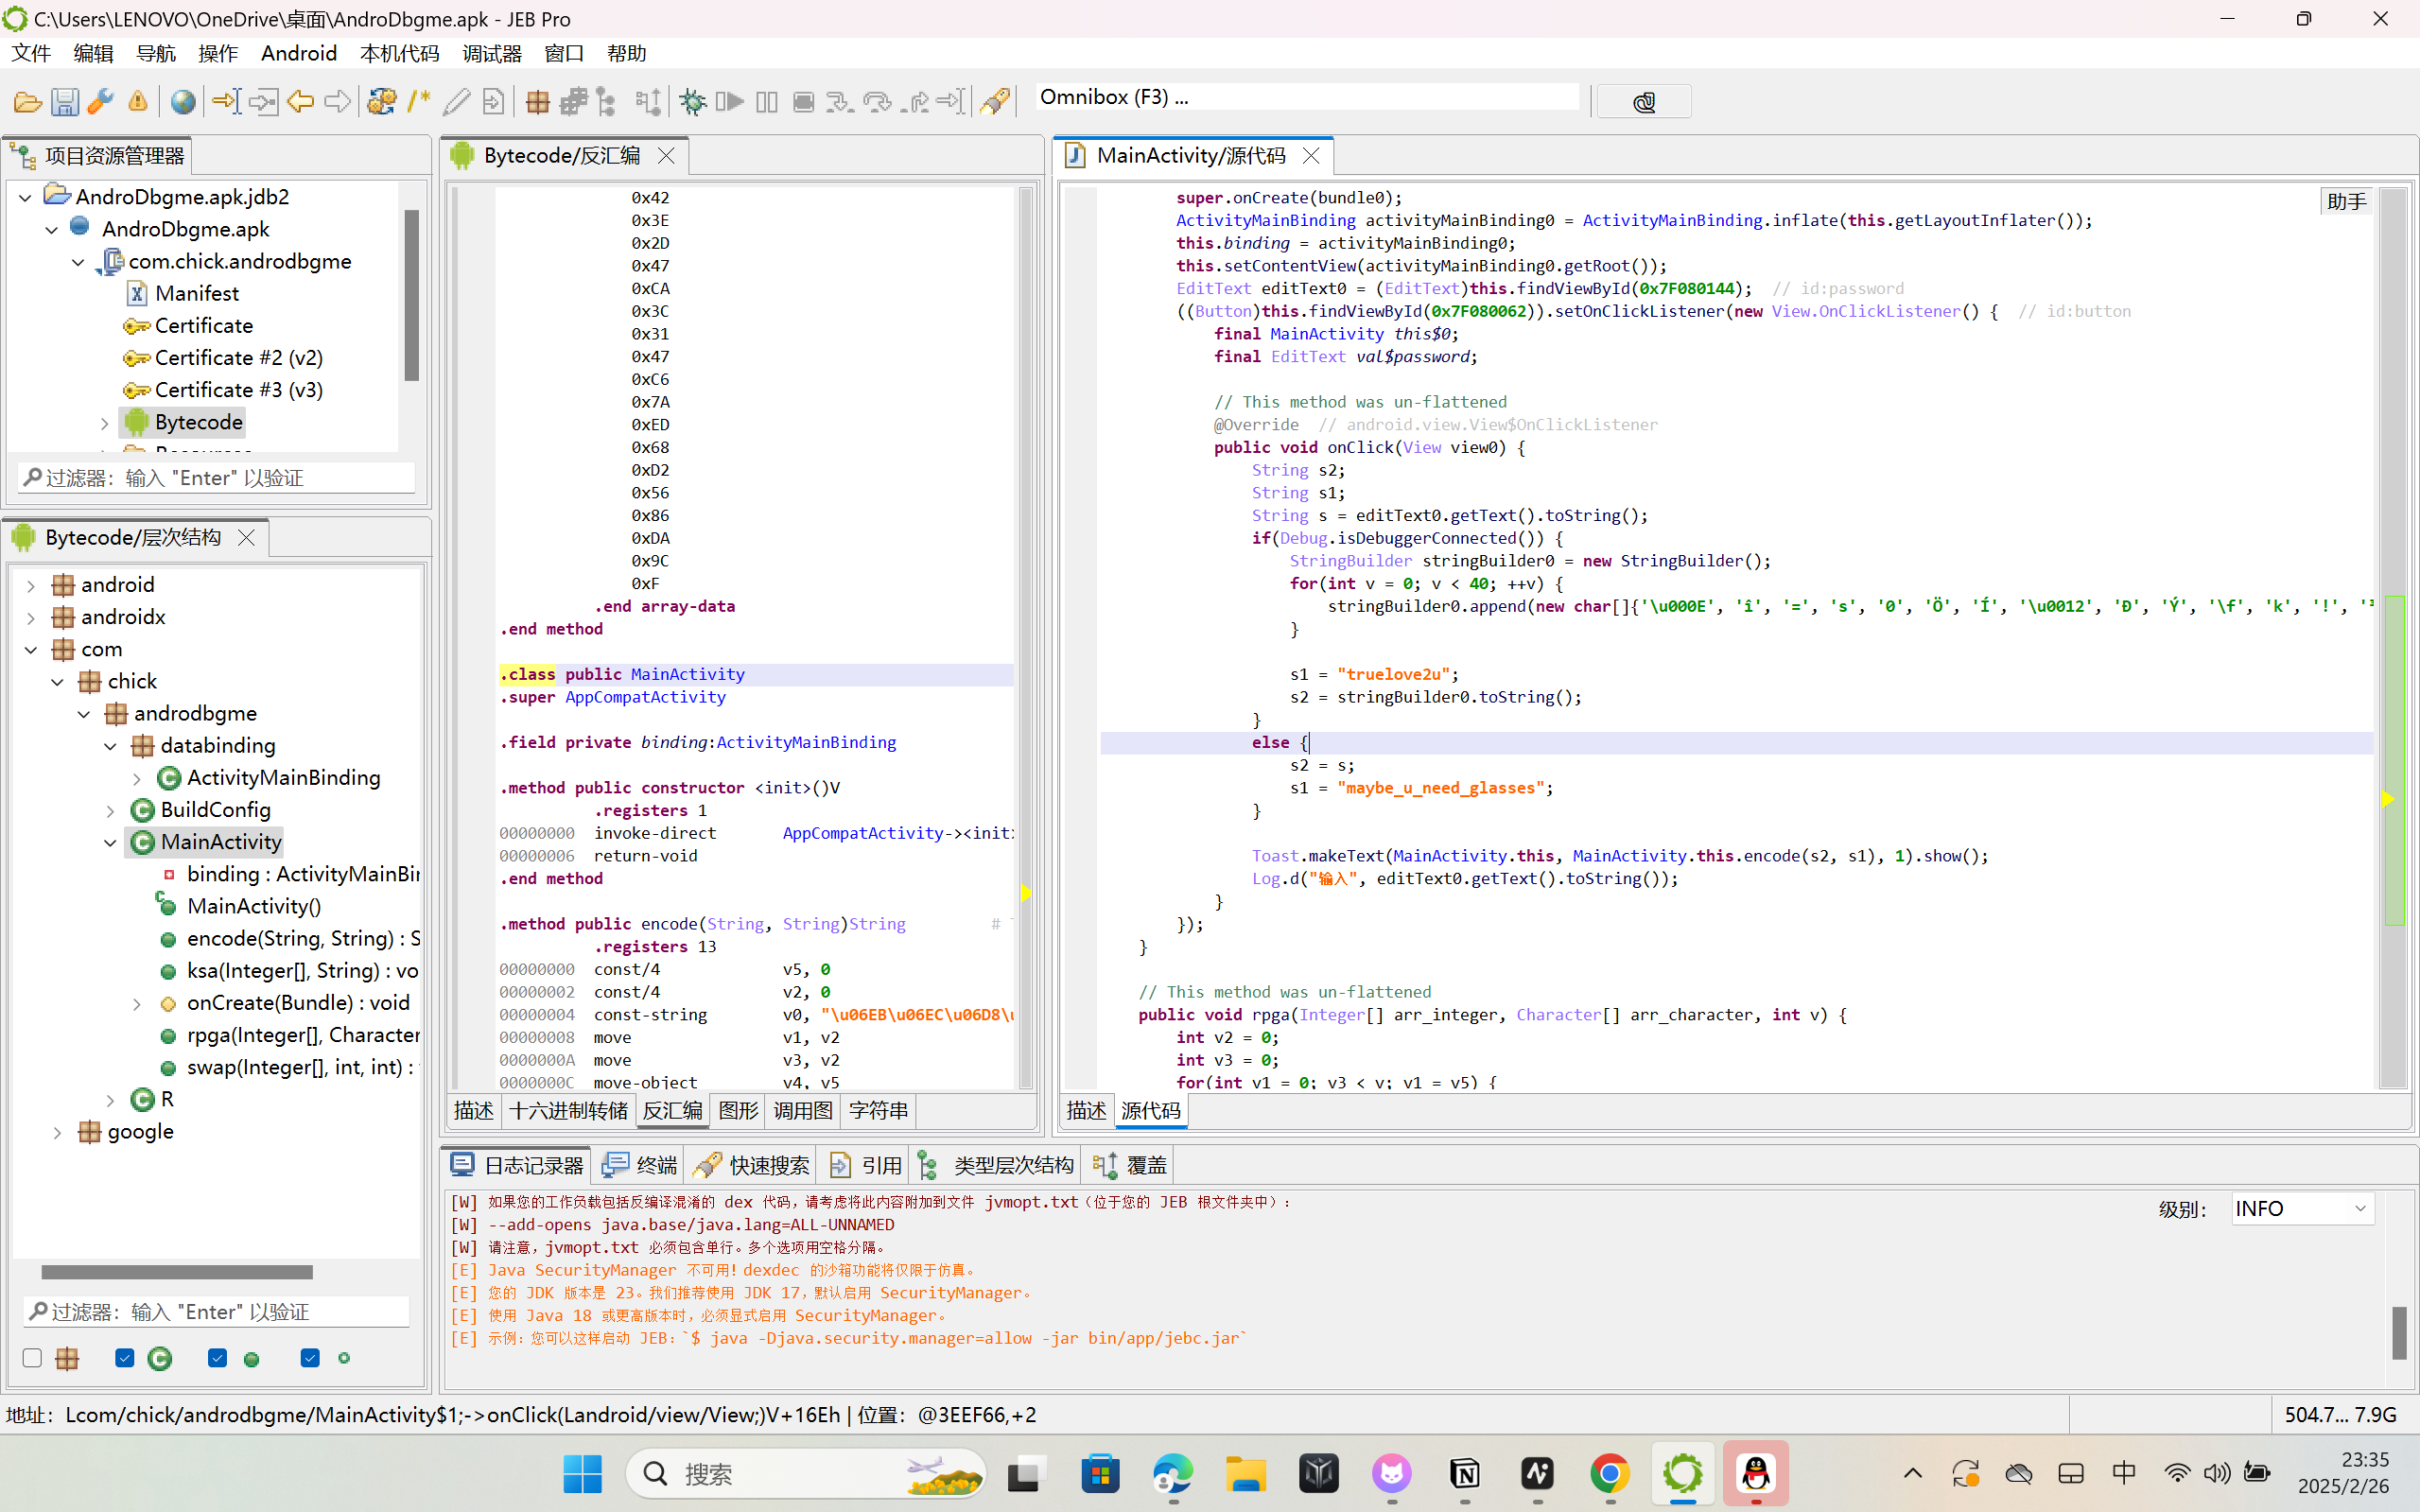 C:\Users\LENOVO\OneDrive\桌面\AndroDbgme.apk - JEB Pro
文件 编辑 导航 操作 Android 本机代码 调试器 窗口 帮助
Omnibox (F3) ...
项目资源管理器
AndroDbgme.apk.jdb2
AndroDbgme.apk
com.chick.androdbgme
Manifest
Certificate
Certificate #2 (v2)
Certificate #3 (v3)
Bytecode
过滤器：输入 "Enter" 以验证
Bytecode/层次结构
android
androidx
com
chick
androdbgme
databinding
ActivityMainBinding
BuildConfig
MainActivity
binding : ActivityMainBi
MainActivity()
encode(String, String) : S
ksa(Integer[], String) : vo
onCreate(Bundle) : void
rpga(Integer[], Character
swap(Integer[], int, int) :
R
google
过滤器：输入 "Enter" 以验证
Bytecode/反汇编
0x42
0x3E
0x2D
0x47
0xCA
0x3C
0x31
0x47
0xC6
0x7A
0xED
0x68
0xD2
0x56
0x86
0xDA
0x9C
0xF
.end array-data
.end method
.class public MainActivity
.super AppCompatActivity
.field private binding:ActivityMainBinding
.method public constructor <init>()V
.registers 1
00000000 invoke-direct AppCompatActivity-><init>
00000006 return-void
.end method
.method public encode(String, String)String #
.registers 13
00000000 const/4 v5, 0
00000002 const/4 v2, 0
00000004 const-string v0, "\u06EB\u06EC\u06D8\
00000008 move v1, v2
0000000A move v3, v2
0000000C move-object v4, v5
描述 十六进制转储 反汇编 图形 调用图 字符串
MainActivity/源代码
助手
super.onCreate(bundle0);
ActivityMainBinding activityMainBinding0 = ActivityMainBinding.inflate(this.getLayoutInflater());
this.binding = activityMainBinding0;
this.setContentView(activityMainBinding0.getRoot());
EditText editText0 = (EditText)this.findViewById(0x7F080144);  // id:password
((Button)this.findViewById(0x7F080062)).setOnClickListener(new View.OnClickListener() {  // id:button
final MainActivity this$0;
final EditText val$password;
// This method was un-flattened
@Override  // android.view.View$OnClickListener
public void onClick(View view0) {
String s2;
String s1;
String s = editText0.getText().toString();
if(Debug.isDebuggerConnected()) {
StringBuilder stringBuilder0 = new StringBuilder();
for(int v = 0; v < 40; ++v) {
stringBuilder0.append(new char[]{'\u000E', 'î', '=', 's', '0', 'Ö', 'Í', '\u0012', 'Ð', 'Ý', '\f', 'k', '!',
}
s1 = "truelove2u";
s2 = stringBuilder0.toString();
}
else {
s2 = s;
s1 = "maybe_u_need_glasses";
}
Toast.makeText(MainActivity.this, MainActivity.this.encode(s2, s1), 1).show();
Log.d("输入", editText0.getText().toString());
}
});
}
// This method was un-flattened
public void rpga(Integer[] arr_integer, Character[] arr_character, int v) {
int v2 = 0;
int v3 = 0;
for(int v1 = 0; v3 < v; v1 = v5) {
描述 源代码
日志记录器 终端 快速搜索 引用 类型层次结构 覆盖
[W] 如果您的工作负载包括反编译混淆的 dex 代码，请考虑将此内容附加到文件 jvmopt.txt（位于您的 JEB 根文件夹中）：
[W] --add-opens java.base/java.lang=ALL-UNNAMED
[W] 请注意，jvmopt.txt 必须包含单行。多个选项用空格分隔。
[E] Java SecurityManager 不可用！dexdec 的沙箱功能将仅限于仿真。
[E] 您的 JDK 版本是 23。我们推荐使用 JDK 17，默认启用 SecurityManager。
[E] 使用 Java 18 或更高版本时，必须显式启用 SecurityManager。
[E] 示例：您可以这样启动 JEB：`$ java -Djava.security.manager=allow -jar bin/app/jebc.jar`
级别： INFO
地址： Lcom/chick/androdbgme/MainActivity$1;->onClick(Landroid/view/View;)V+16Eh | 位置： @3EEF66,+2
504.7... 7.9G
搜索
中
23:35
2025/2/26